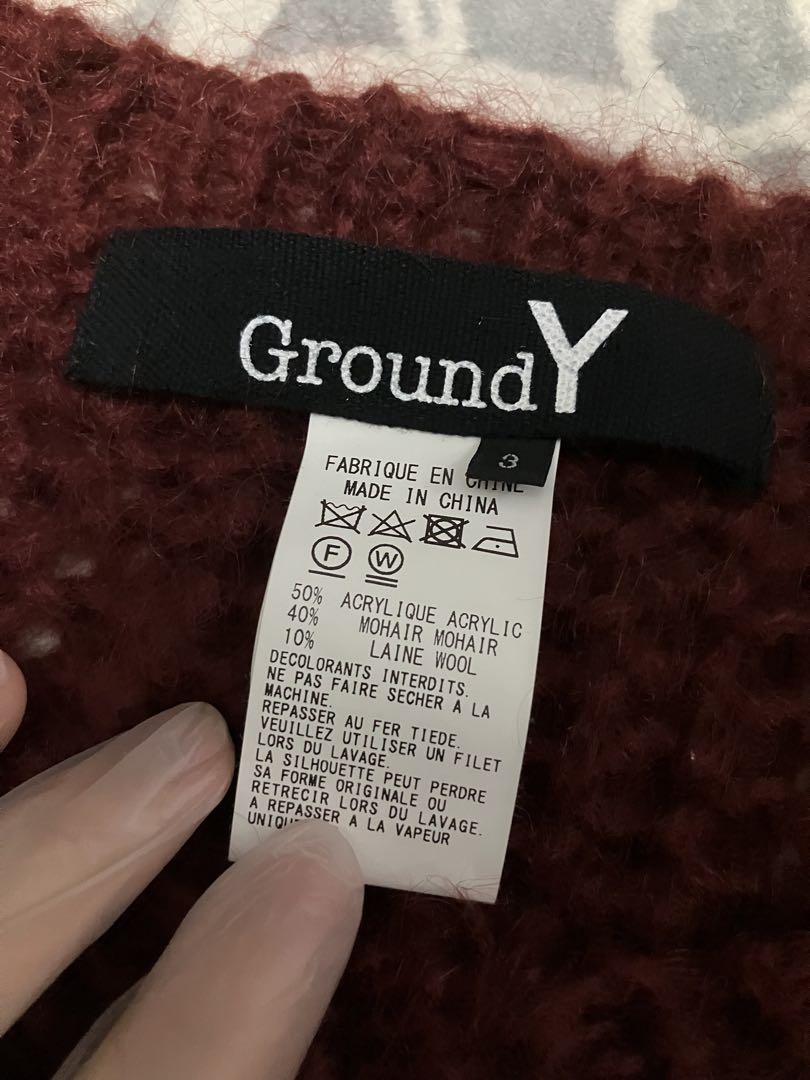 GroundY
3
FABRIQUE EN CHINE
MADE IN CHINA
F W
50% ACRYLIQUE ACRYLIC
40% MOHAIR MOHAIR
10% LAINE WOOL
DECOLORANTS INTERDITS.
NE PAS FAIRE SECHER A LA
MACHINE.
REPASSER AU FER TIEDE.
VEUILLEZ UTILISER UN FILET
LORS DU LAVAGE.
LA SILHOUETTE PEUT PERDRE
SA FORME ORIGINALE OU
RETRECIR LORS DU LAVAGE.
A REPASSER A LA VAPEUR